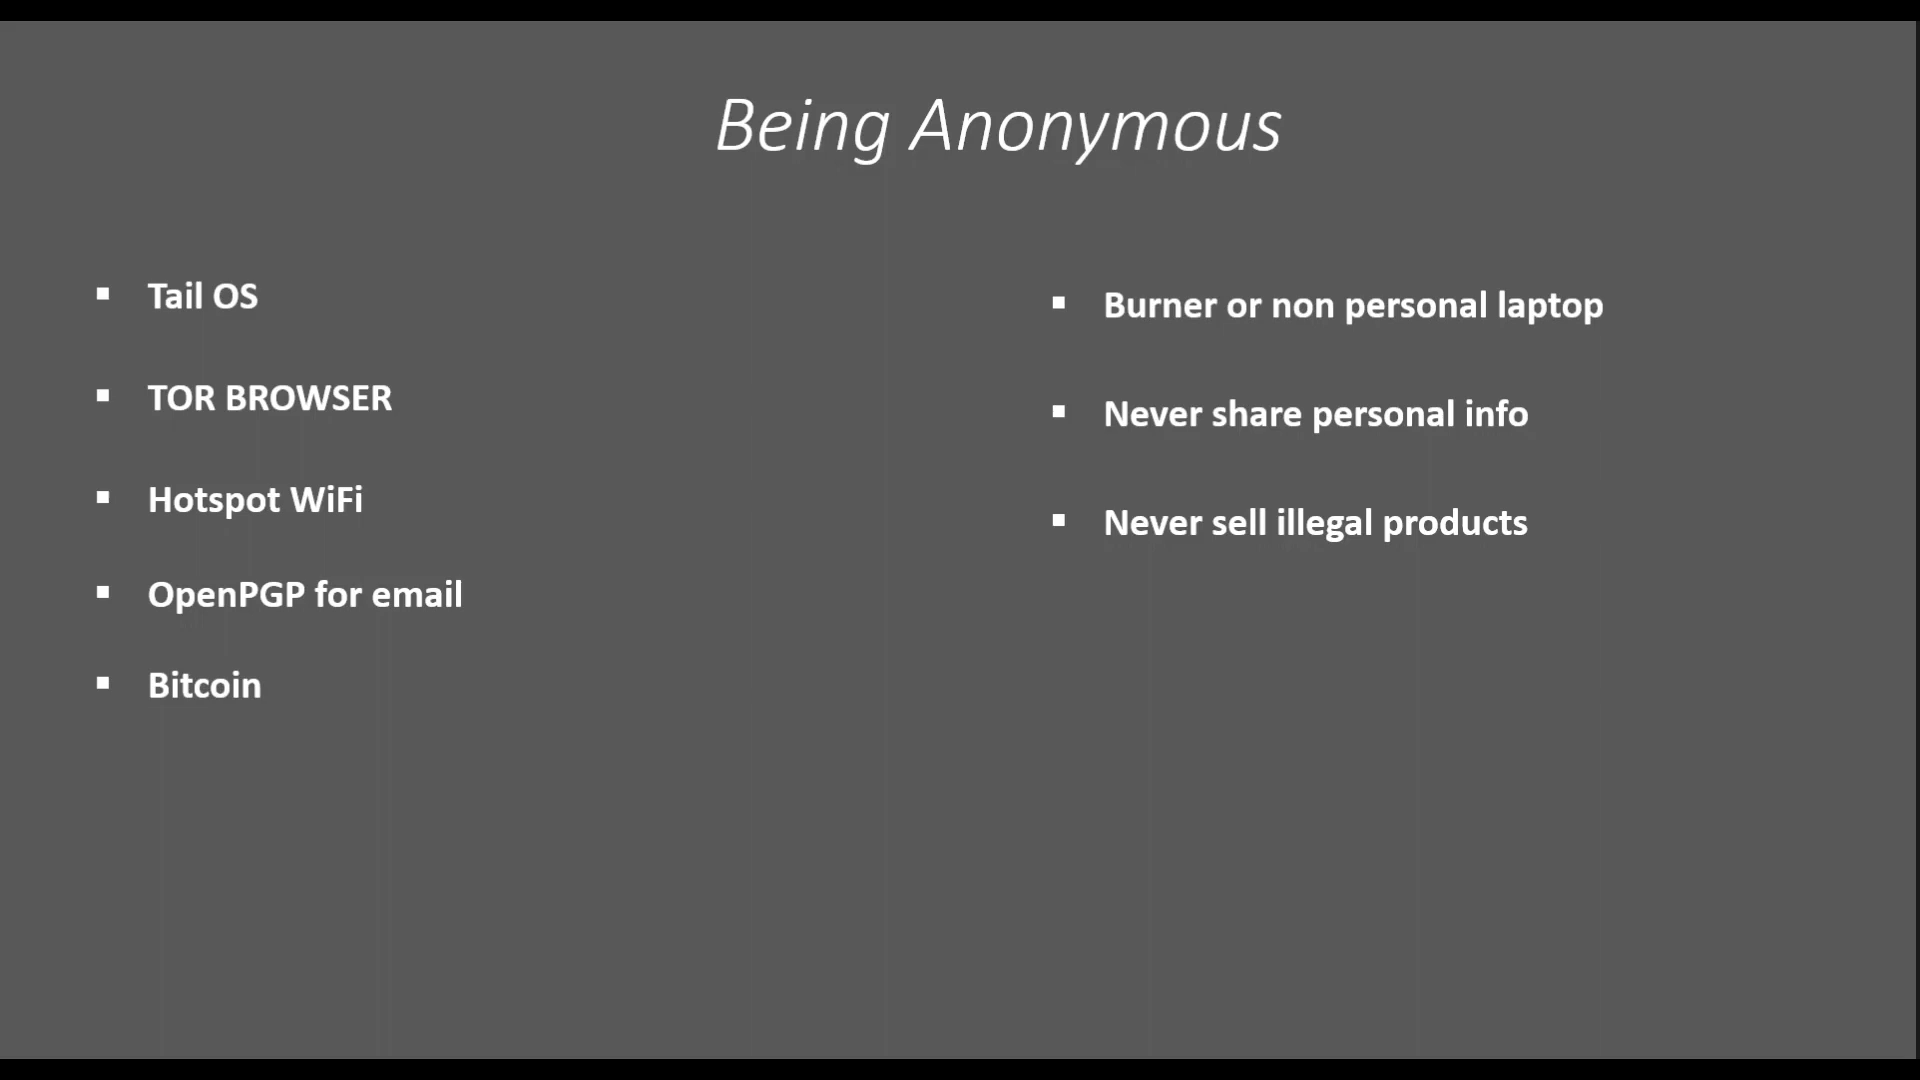 Being Anonymous
▪ Tail OS
▪ TOR BROWSER
▪ Hotspot WiFi
▪ OpenPGP for email
▪ Bitcoin
▪ Burner or non personal laptop
▪ Never share personal info
▪ Never sell illegal products